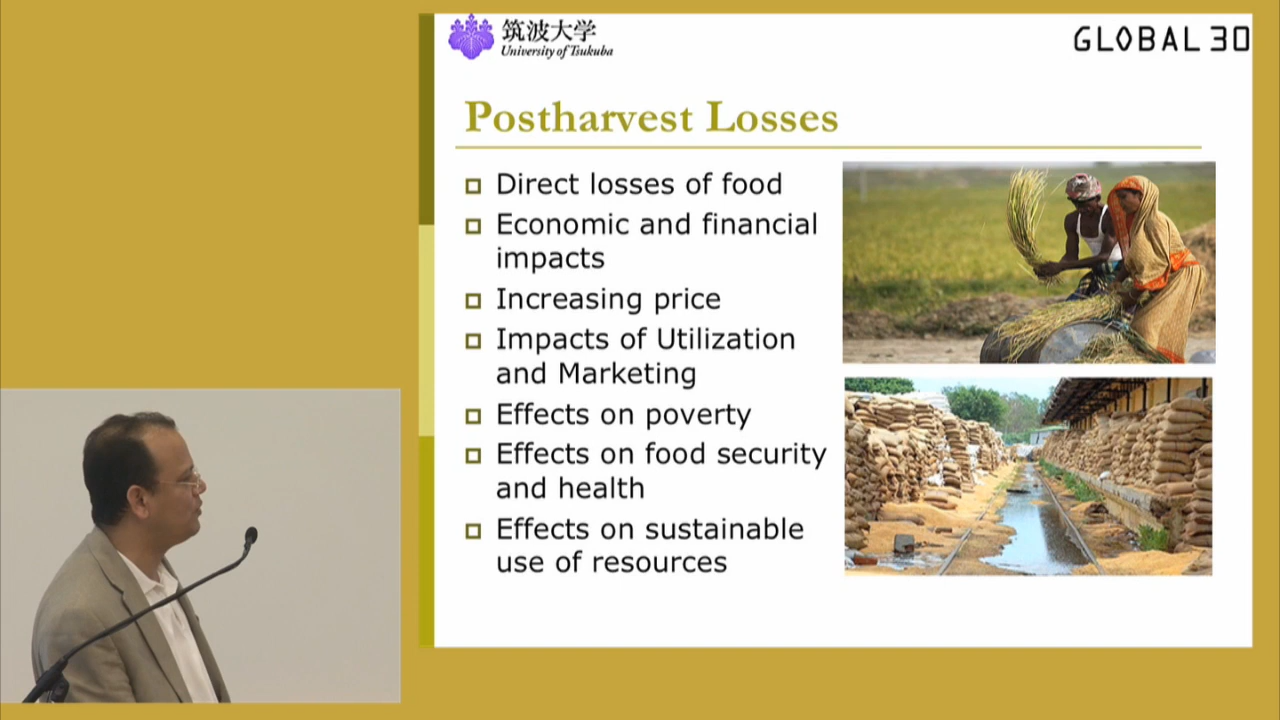 筑波大学
University of Tsukuba
GLOBAL 30
Postharvest Losses
Direct losses of food
Economic and financial
impacts
Increasing price
Impacts of Utilization
and Marketing
Effects on poverty
Effects on food security
and health
Effects on sustainable
use of resources